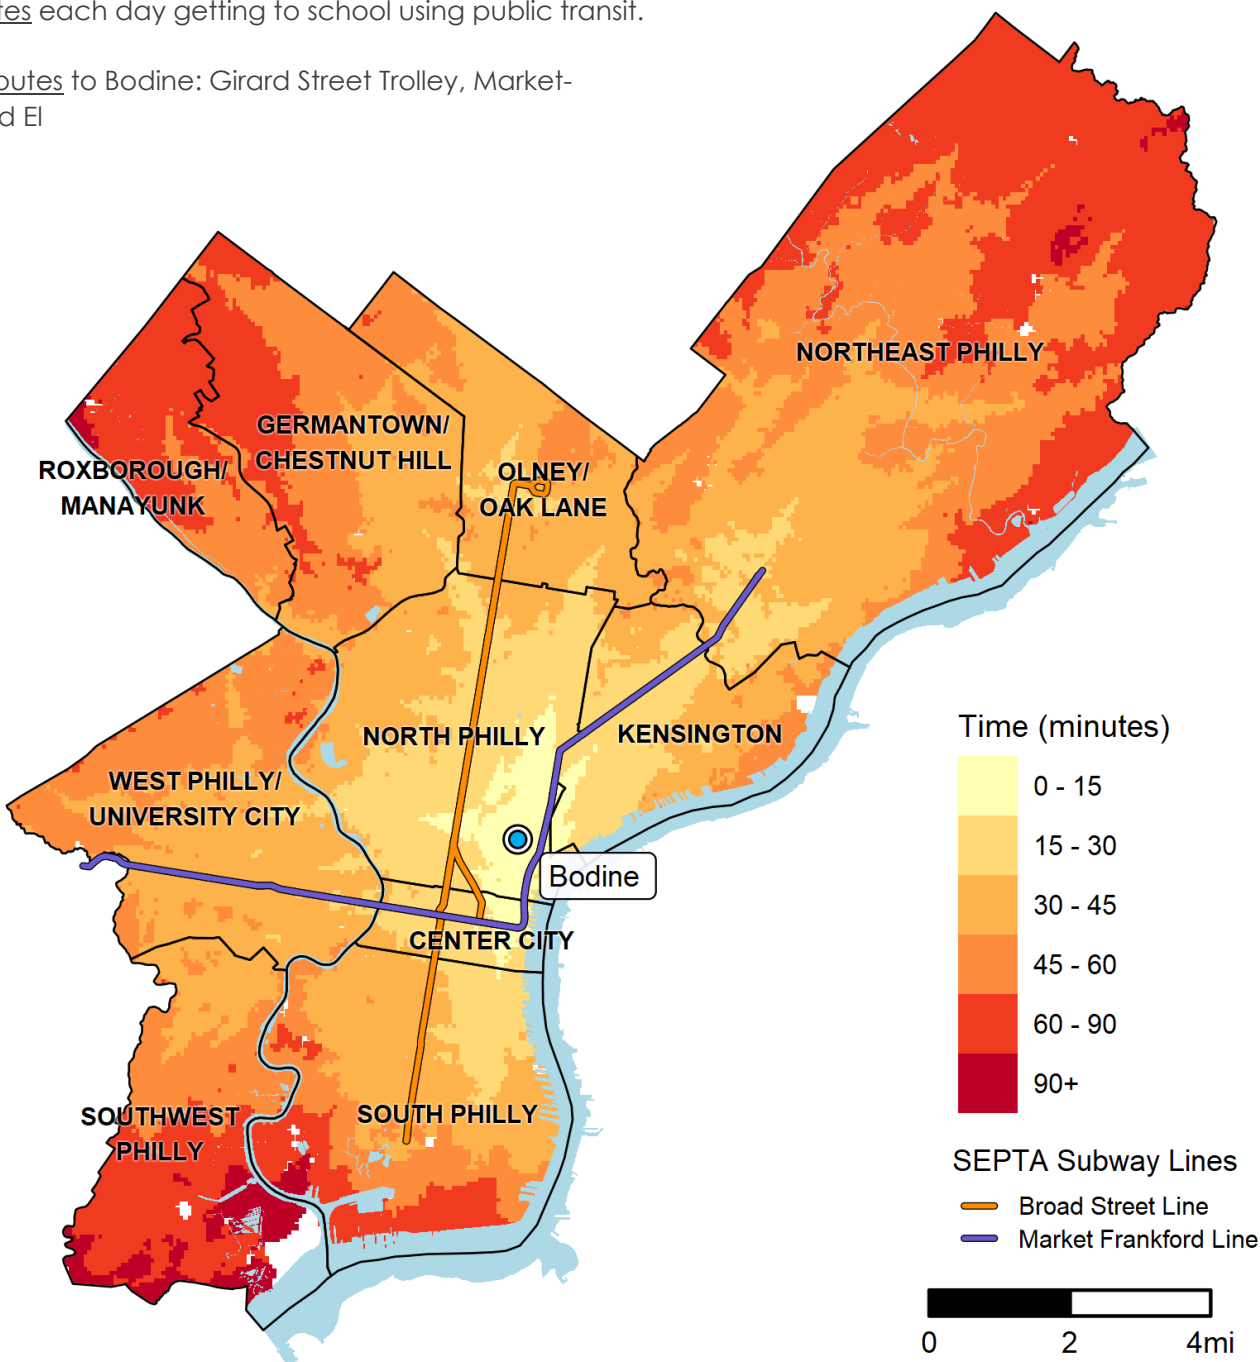 tes each day getting to school using public transit.
outes to Bodine: Girard Street Trolley, Market-
d El
NORTHEAST PHILLY
GERMANTOWN/
CHESTNUT HILL
ROXBOROUGH/
MANAYUNK
OLNEY/
OAK LANE
NORTH PHILLY
KENSINGTON
WEST PHILLY/
UNIVERSITY CITY
Bodine
CENTER CITY
SOUTHWEST
PHILLY
SOUTH PHILLY
Time (minutes)
0 - 15
15 - 30
30 - 45
45 - 60
60 - 90
90+
SEPTA Subway Lines
Broad Street Line
Market Frankford Line
0 2 4mi